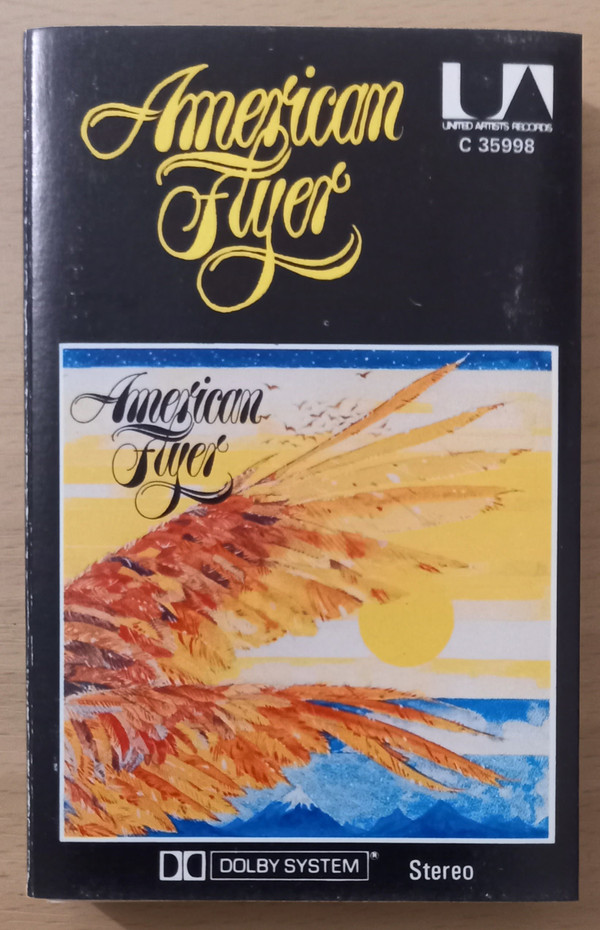 American
Flyer
UA
UNITED ARTISTS RECORDS
C 35998
American
Flyer
DOLBY SYSTEM®
Stereo